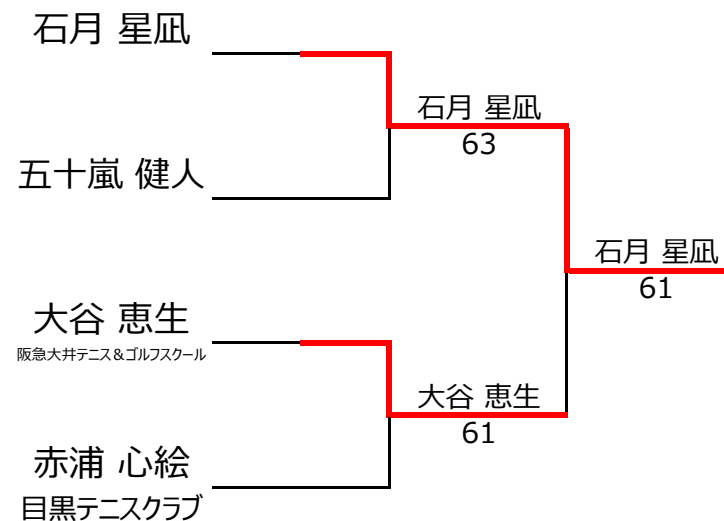 石月 星凪
石月 星凪
63
五十嵐 健人
石月 星凪
61
大谷 恵生
阪急大井テニス&ゴルフスクール
大谷 恵生
61
赤浦 心絵
目黒テニスクラブ